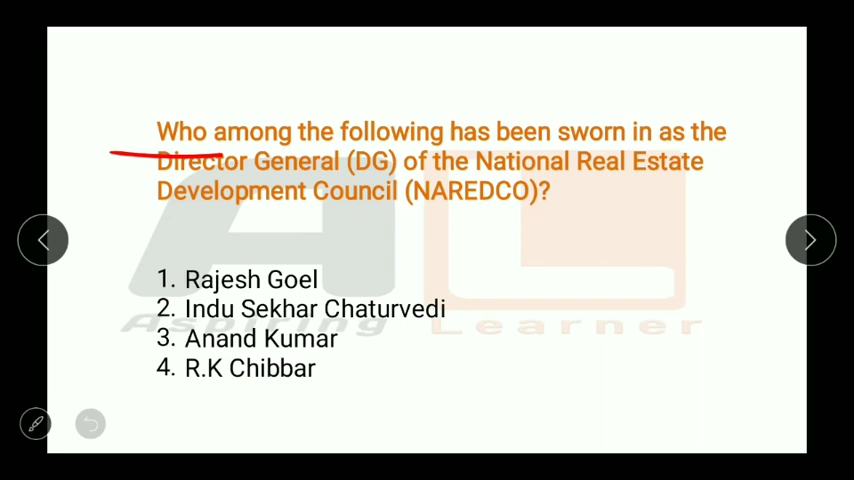 Who among the following has been sworn in as the
Director General (DG) of the National Real Estate
Development Council (NAREDCO)?
1. Rajesh Goel
2. Indu Sekhar Chaturvedi
3. Anand Kumar
4. R.K Chibbar
AL
Aspiring Learner